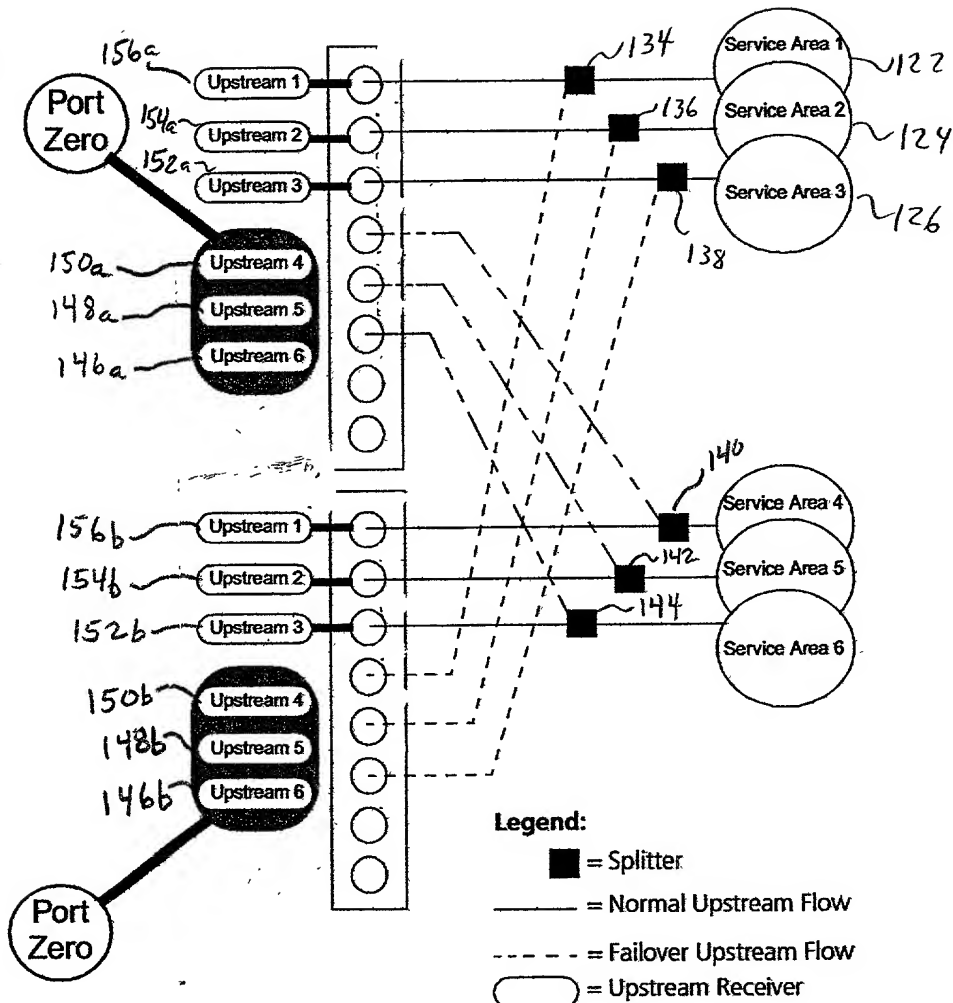 156a
Upstream 1
134
Service Area 1
122
Port
Zero
154a
Upstream 2
136
Service Area 2
124
152a
Upstream 3
138
Service Area 3
126
150a
Upstream 4
148a
Upstream 5
146a
Upstream 6
140
156b
Upstream 1
Service Area 4
154b
Upstream 2
142
Service Area 5
152b
Upstream 3
144
Service Area 6
150b
Upstream 4
148b
Upstream 5
146b
Upstream 6
Port
Zero
Legend:
= Splitter
= Normal Upstream Flow
= Failover Upstream Flow
= Upstream Receiver